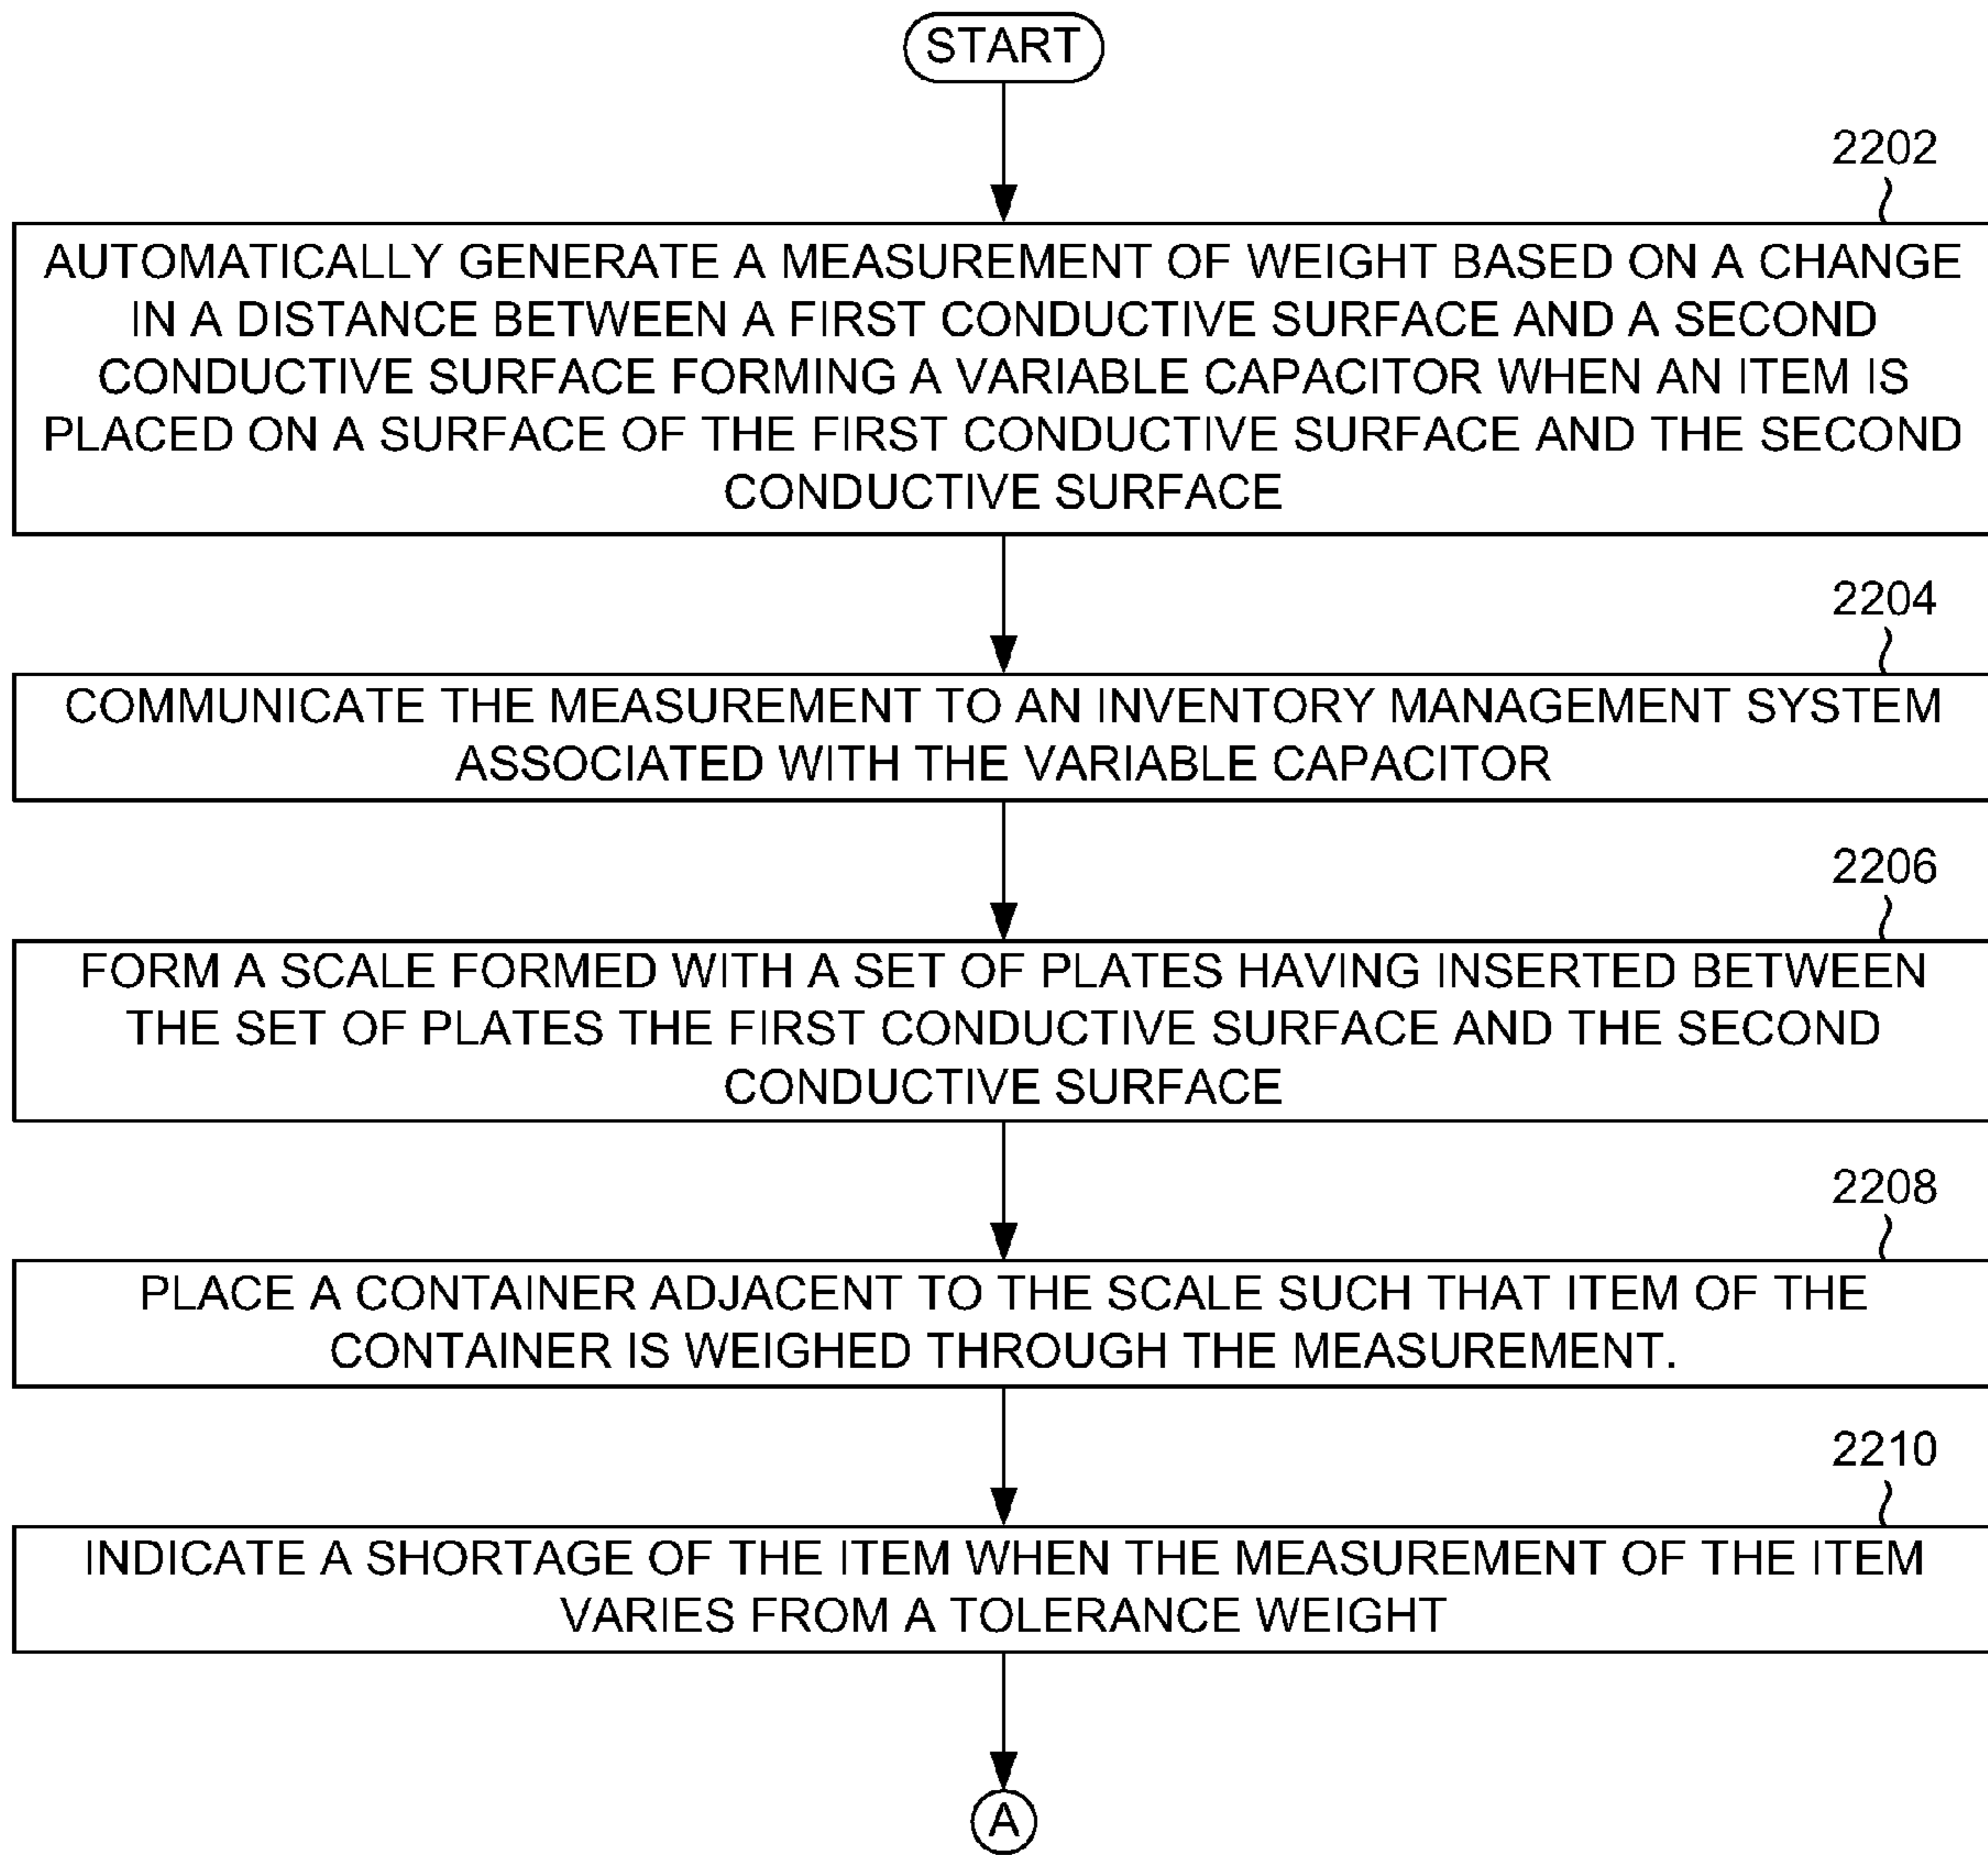 START
2202
AUTOMATICALLY GENERATE A MEASUREMENT OF WEIGHT BASED ON A CHANGE
IN A DISTANCE BETWEEN A FIRST CONDUCTIVE SURFACE AND A SECOND
CONDUCTIVE SURFACE FORMING A VARIABLE CAPACITOR WHEN AN ITEM IS
PLACED ON A SURFACE OF THE FIRST CONDUCTIVE SURFACE AND THE SECOND
CONDUCTIVE SURFACE
2204
COMMUNICATE THE MEASUREMENT TO AN INVENTORY MANAGEMENT SYSTEM
ASSOCIATED WITH THE VARIABLE CAPACITOR
2206
FORM A SCALE FORMED WITH A SET OF PLATES HAVING INSERTED BETWEEN
THE SET OF PLATES THE FIRST CONDUCTIVE SURFACE AND THE SECOND
CONDUCTIVE SURFACE
2208
PLACE A CONTAINER ADJACENT TO THE SCALE SUCH THAT ITEM OF THE
CONTAINER IS WEIGHED THROUGH THE MEASUREMENT.
2210
INDICATE A SHORTAGE OF THE ITEM WHEN THE MEASUREMENT OF THE ITEM
VARIES FROM A TOLERANCE WEIGHT
A